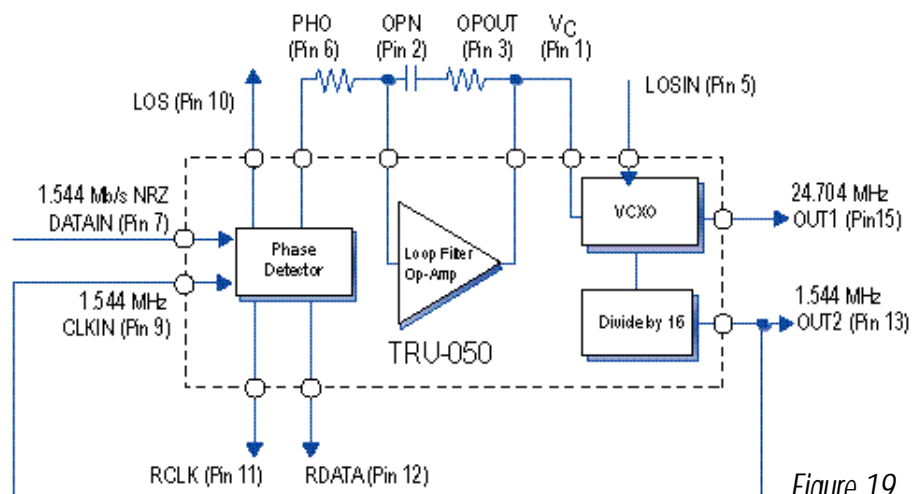 PHO
(Pin 6)
OPN
(Pin 2)
OPOUT
(Pin 3)
VC
(Pin 1)
LOS (Pin 10)
LOSIN (Pin 5)
1.544 Mb/s NRZ
DATAIN (Pin 7)
1.544 MHz
CLKIN (Pin 9)
Phase
Detector
Loop Filter
Op-Amp
VCXO
Divide by 16
24.704 MHz
OUT1 (Pin15)
1.544 MHz
OUT2 (Pin 13)
TRU-050
RCLK (Pin 11)
RDATA(Pin 12)
Figure 19